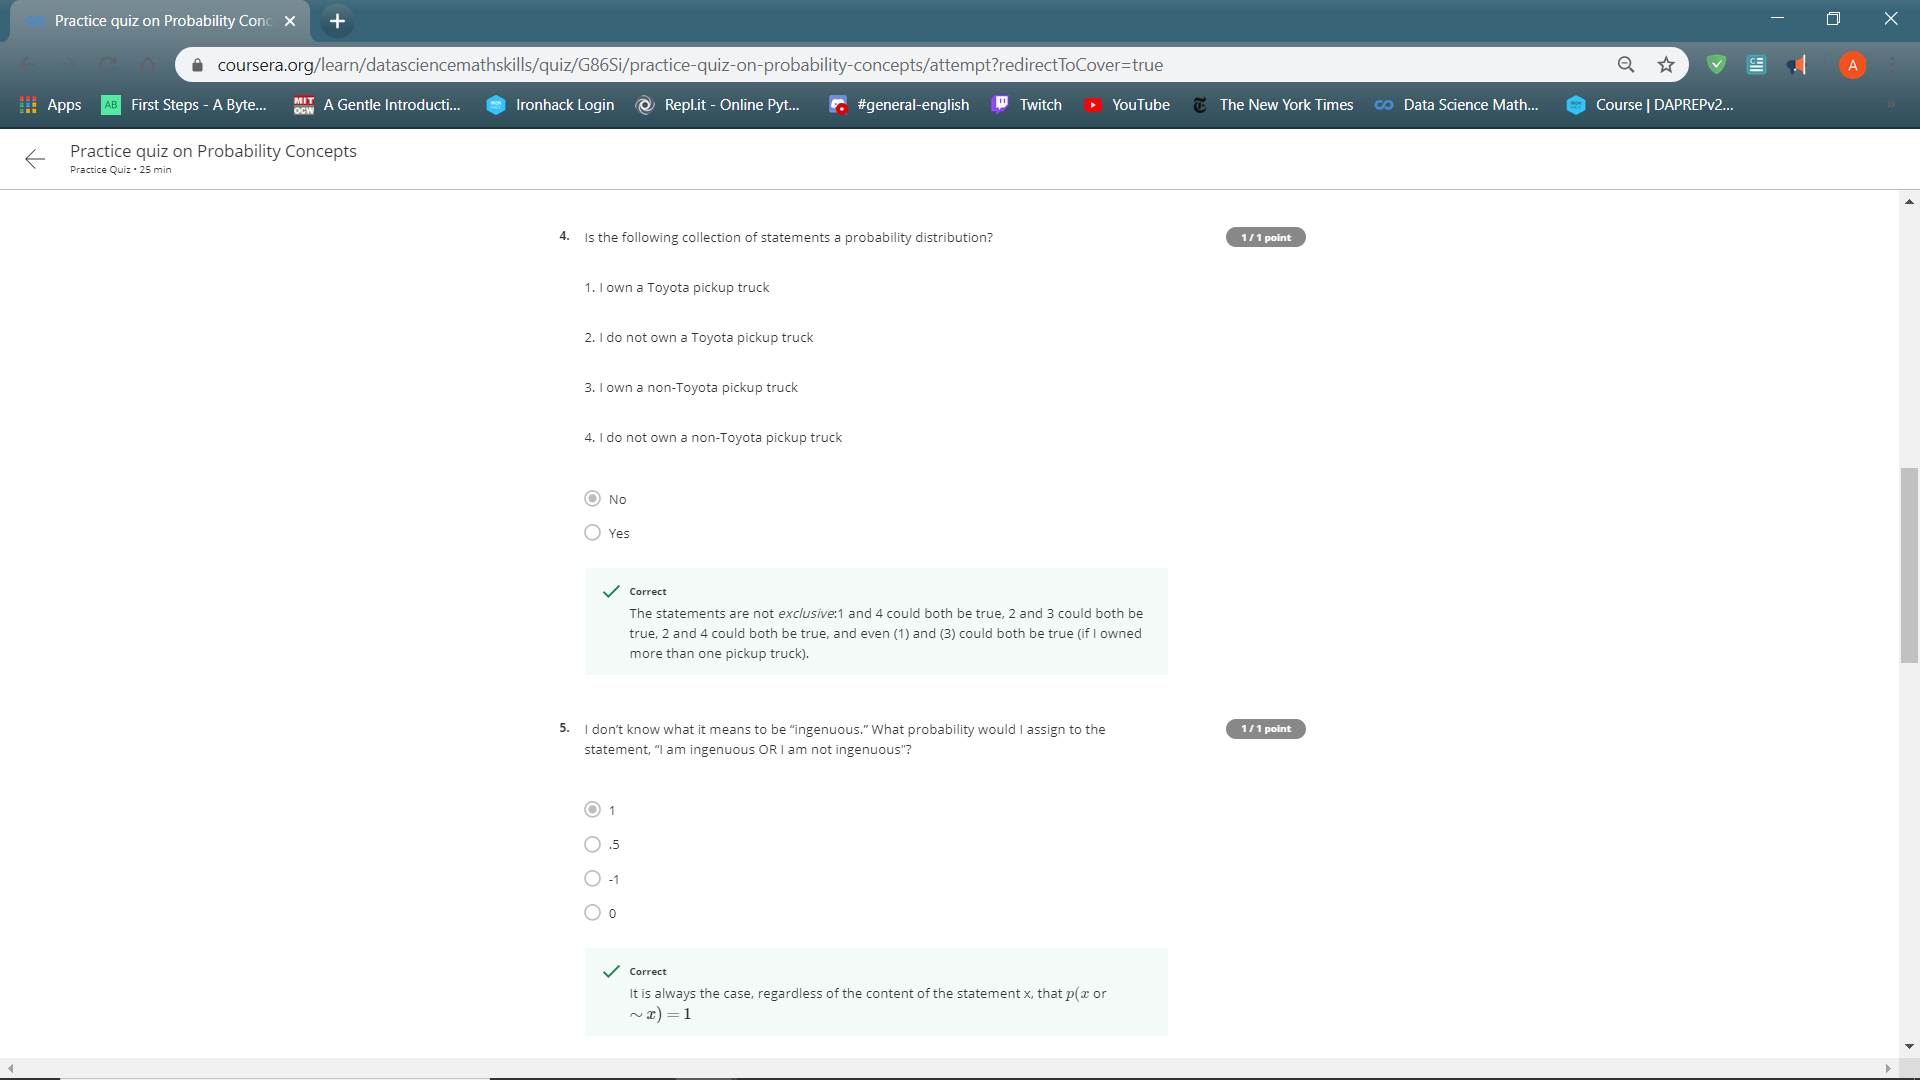 Practice quiz on Probability Conc
coursera.org/learn/datasciencemathskills/quiz/G86Si/practice-quiz-on-probability-concepts/attempt?redirectToCover=true
A
Apps
AB First Steps - A Byte...
MIT OCW A Gentle Introducti...
IRON HACK Ironhack Login
Repl.it - Online Pyt...
#general-english
Twitch
YouTube
The New York Times
Data Science Math...
Course | DAPREPv2...
»
Practice quiz on Probability Concepts
Practice Quiz • 25 min
4. Is the following collection of statements a probability distribution?
1 / 1 point
1. I own a Toyota pickup truck
2. I do not own a Toyota pickup truck
3. I own a non-Toyota pickup truck
4. I do not own a non-Toyota pickup truck
No
Yes
Correct
The statements are not exclusive:1 and 4 could both be true, 2 and 3 could both be
true, 2 and 4 could both be true, and even (1) and (3) could both be true (if I owned
more than one pickup truck).
5. I don't know what it means to be “ingenuous.” What probability would I assign to the
1 / 1 point
statement, “I am ingenuous OR I am not ingenuous"?
1
.5
-1
0
Correct
It is always the case, regardless of the content of the statement x, that p(x or
∼ x) = 1